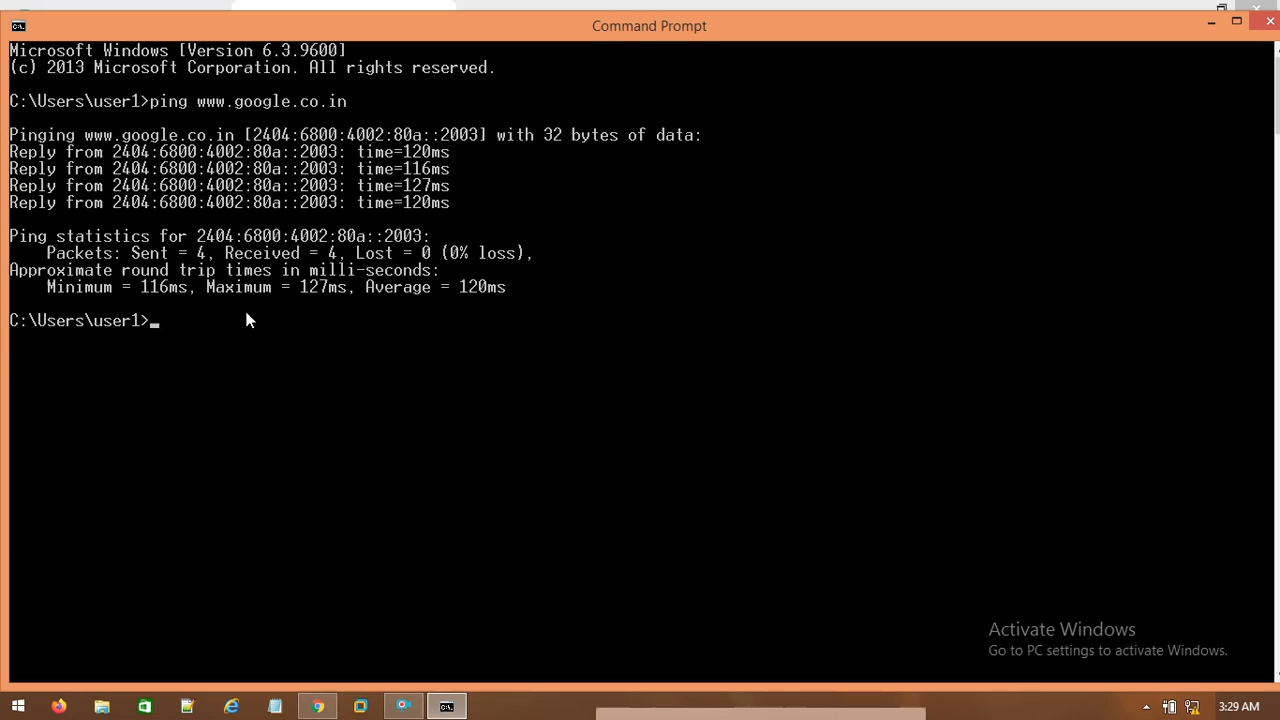 Command Prompt
Microsoft Windows [Version 6.3.9600]
(c) 2013 Microsoft Corporation. All rights reserved.
C:\Users\user1>ping www.google.co.in
Pinging www.google.co.in [2404:6800:4002:80a::2003] with 32 bytes of data:
Reply from 2404:6800:4002:80a::2003: time=120ms
Reply from 2404:6800:4002:80a::2003: time=116ms
Reply from 2404:6800:4002:80a::2003: time=127ms
Reply from 2404:6800:4002:80a::2003: time=120ms
Ping statistics for 2404:6800:4002:80a::2003:
Packets: Sent = 4, Received = 4, Lost = 0 (0% loss),
Approximate round trip times in milli-seconds:
Minimum = 116ms, Maximum = 127ms, Average = 120ms
C:\Users\user1>_
Activate Windows
Go to PC settings to activate Windows.
3:29 AM